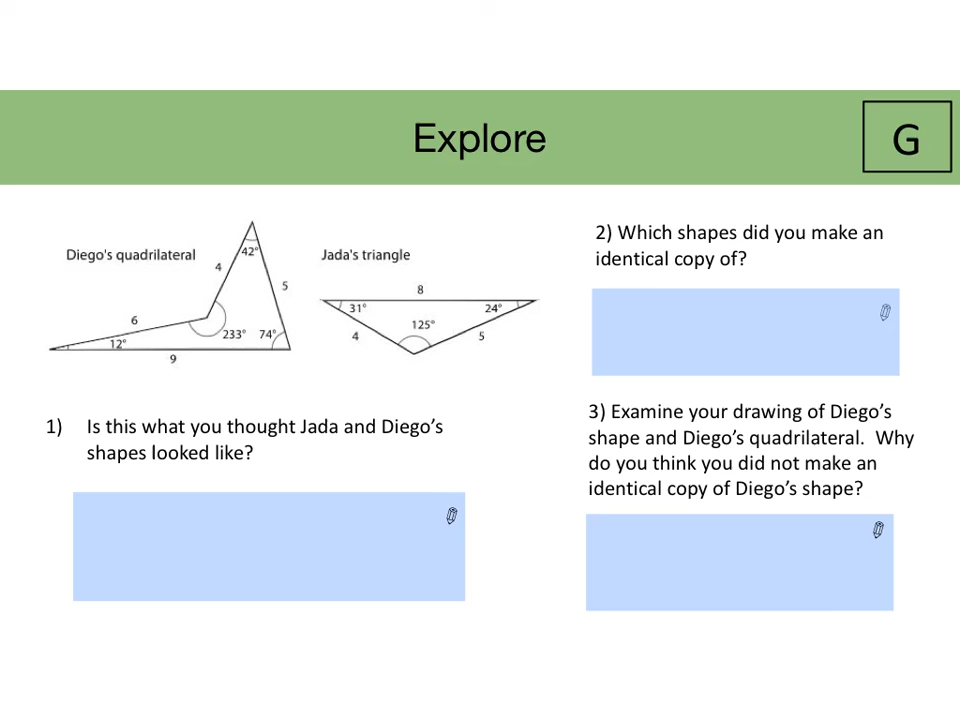 Explore
G
Diego's quadrilateral
4
42°
5
6
12°
233°
74°
9
Jada's triangle
8
31°
24°
125°
4
5
2) Which shapes did you make an
identical copy of?
1) Is this what you thought Jada and Diego’s
shapes looked like?
3) Examine your drawing of Diego’s
shape and Diego’s quadrilateral. Why
do you think you did not make an
identical copy of Diego’s shape?